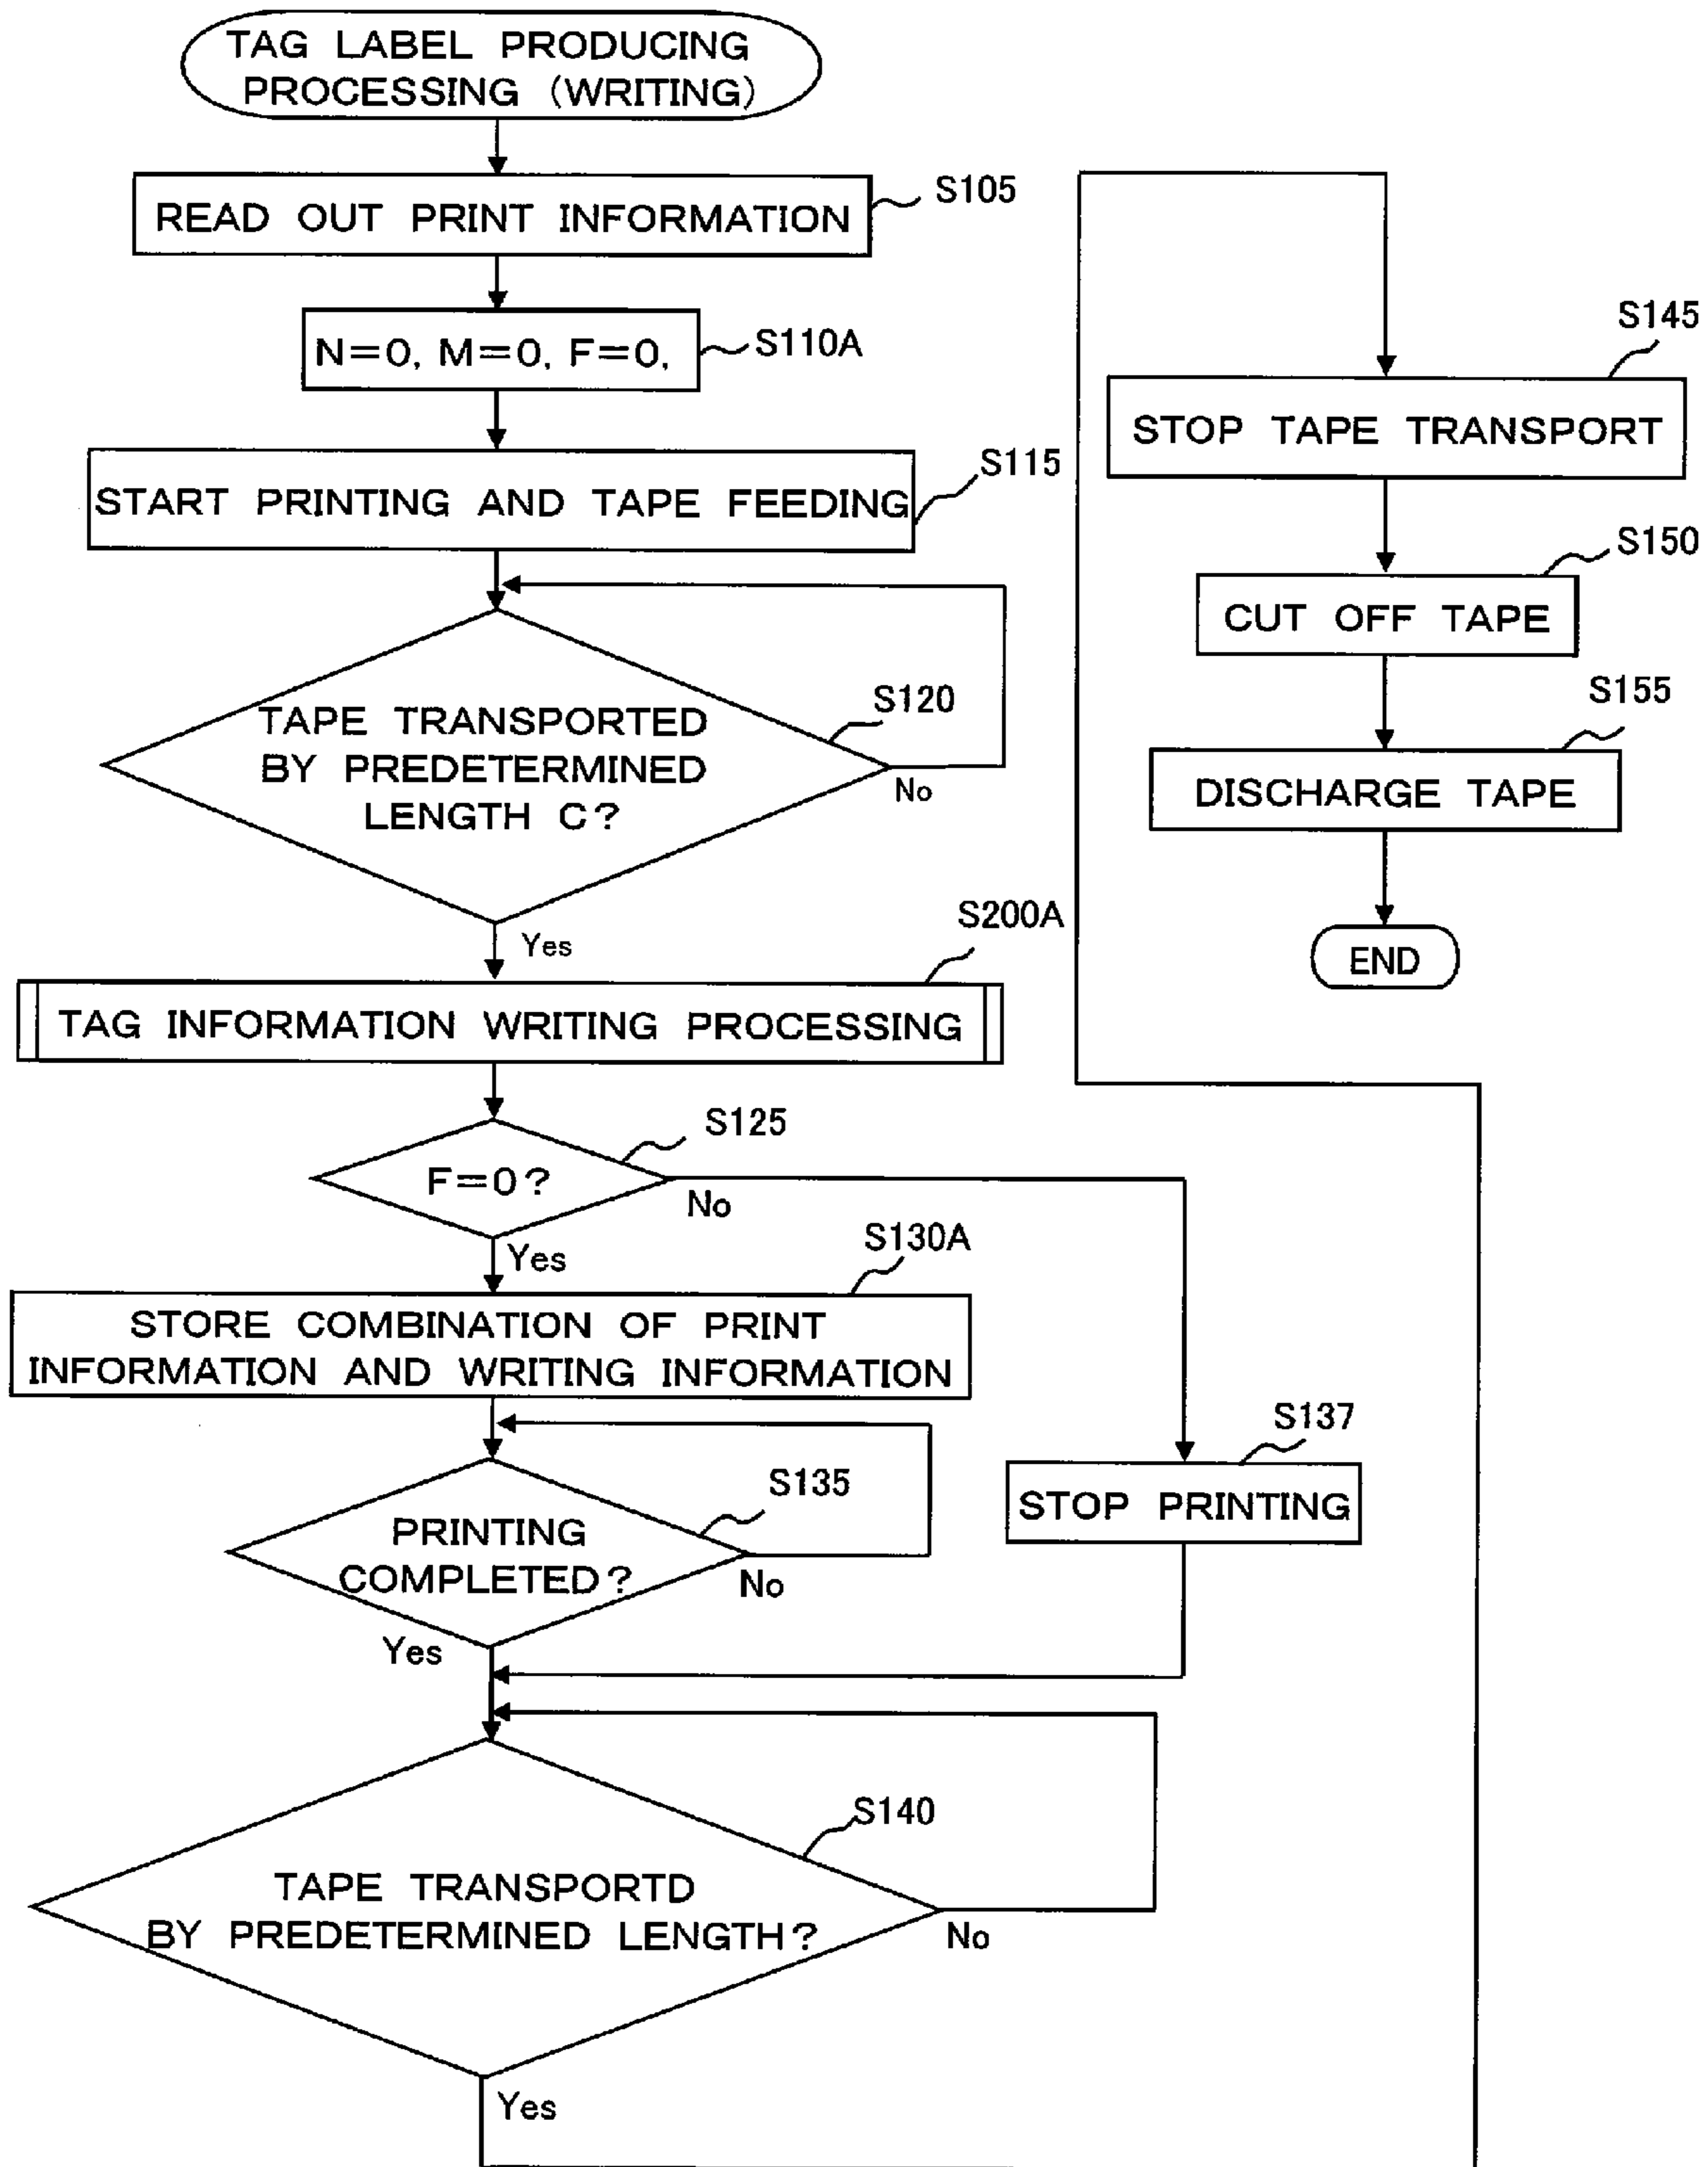 TAG LABEL PRODUCING
PROCESSING (WRITING)
READ OUT PRINT INFORMATION
S105
N=0, M=0, F=0,
S110A
START PRINTING AND TAPE FEEDING
S115
TAPE TRANSPORTED
BY PREDETERMINED
LENGTH C?
S120
No
Yes
S200A
TAG INFORMATION WRITING PROCESSING
S125
F=0?
No
Yes
S130A
STORE COMBINATION OF PRINT
INFORMATION AND WRITING INFORMATION
S135
PRINTING
COMPLETED?
No
Yes
S137
STOP PRINTING
S140
TAPE TRANSPORTD
BY PREDETERMINED LENGTH?
No
Yes
S145
STOP TAPE TRANSPORT
S150
CUT OFF TAPE
S155
DISCHARGE TAPE
END